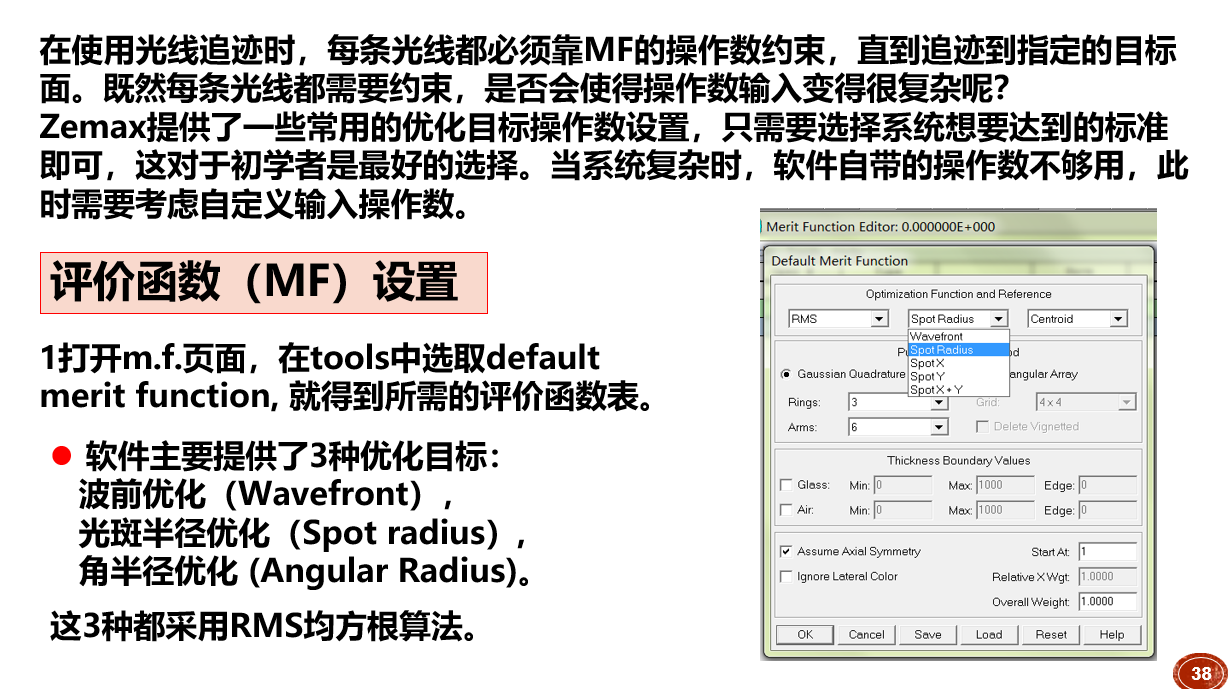 在使用光线追迹时，每条光线都必须靠MF的操作数约束，直到追迹到指定的目标
面。既然每条光线都需要约束，是否会使得操作数输入变得很复杂呢？
Zemax提供了一些常用的优化目标操作数设置，只需要选择系统想要达到的标准
即可，这对于初学者是最好的选择。当系统复杂时，软件自带的操作数不够用，此
时需要考虑自定义输入操作数。
评价函数（MF）设置
1打开m.f.页面，在tools中选取default
merit function, 就得到所需的评价函数表。
软件主要提供了3种优化目标：
波前优化（Wavefront），
光斑半径优化（Spot radius），
角半径优化 (Angular Radius)。
这3种都采用RMS均方根算法。
Merit Function Editor: 0.000000E+000
Default Merit Function
Optimization Function and Reference
RMS Spot Radius Centroid
Wavefront
Spot Radius
Spot X
Spot Y
Spot X + Y
Gaussian Quadrature angular Array
Rings: 3 Grid: 4 x 4
Arms: 6 Delete Vignetted
Thickness Boundary Values
Glass: Min: 0 Max: 1000 Edge: 0
Air: Min: 0 Max: 1000 Edge: 0
Assume Axial Symmetry Start At: 1
Ignore Lateral Color Relative X Wgt: 1.0000
Overall Weight: 1.0000
OK Cancel Save Load Reset Help
38